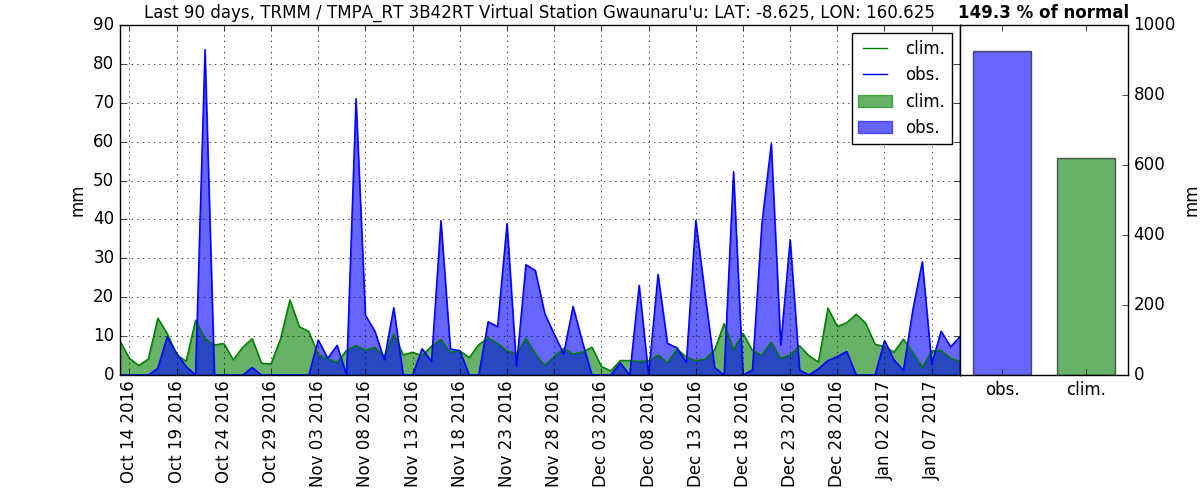 Last 90 days, TRMM / TMPA_RT 3B42RT Virtual Station Gwaunaru'u: LAT: -8.625, LON: 160.625
149.3 % of normal
90
80
70
60
50
40
30
20
10
0
mm
clim.
obs.
clim.
obs.
1000
800
600
400
200
0
mm
Oct 14 2016
Oct 19 2016
Oct 24 2016
Oct 29 2016
Nov 03 2016
Nov 08 2016
Nov 13 2016
Nov 18 2016
Nov 23 2016
Nov 28 2016
Dec 03 2016
Dec 08 2016
Dec 13 2016
Dec 18 2016
Dec 23 2016
Dec 28 2016
Jan 02 2017
Jan 07 2017
obs.
clim.